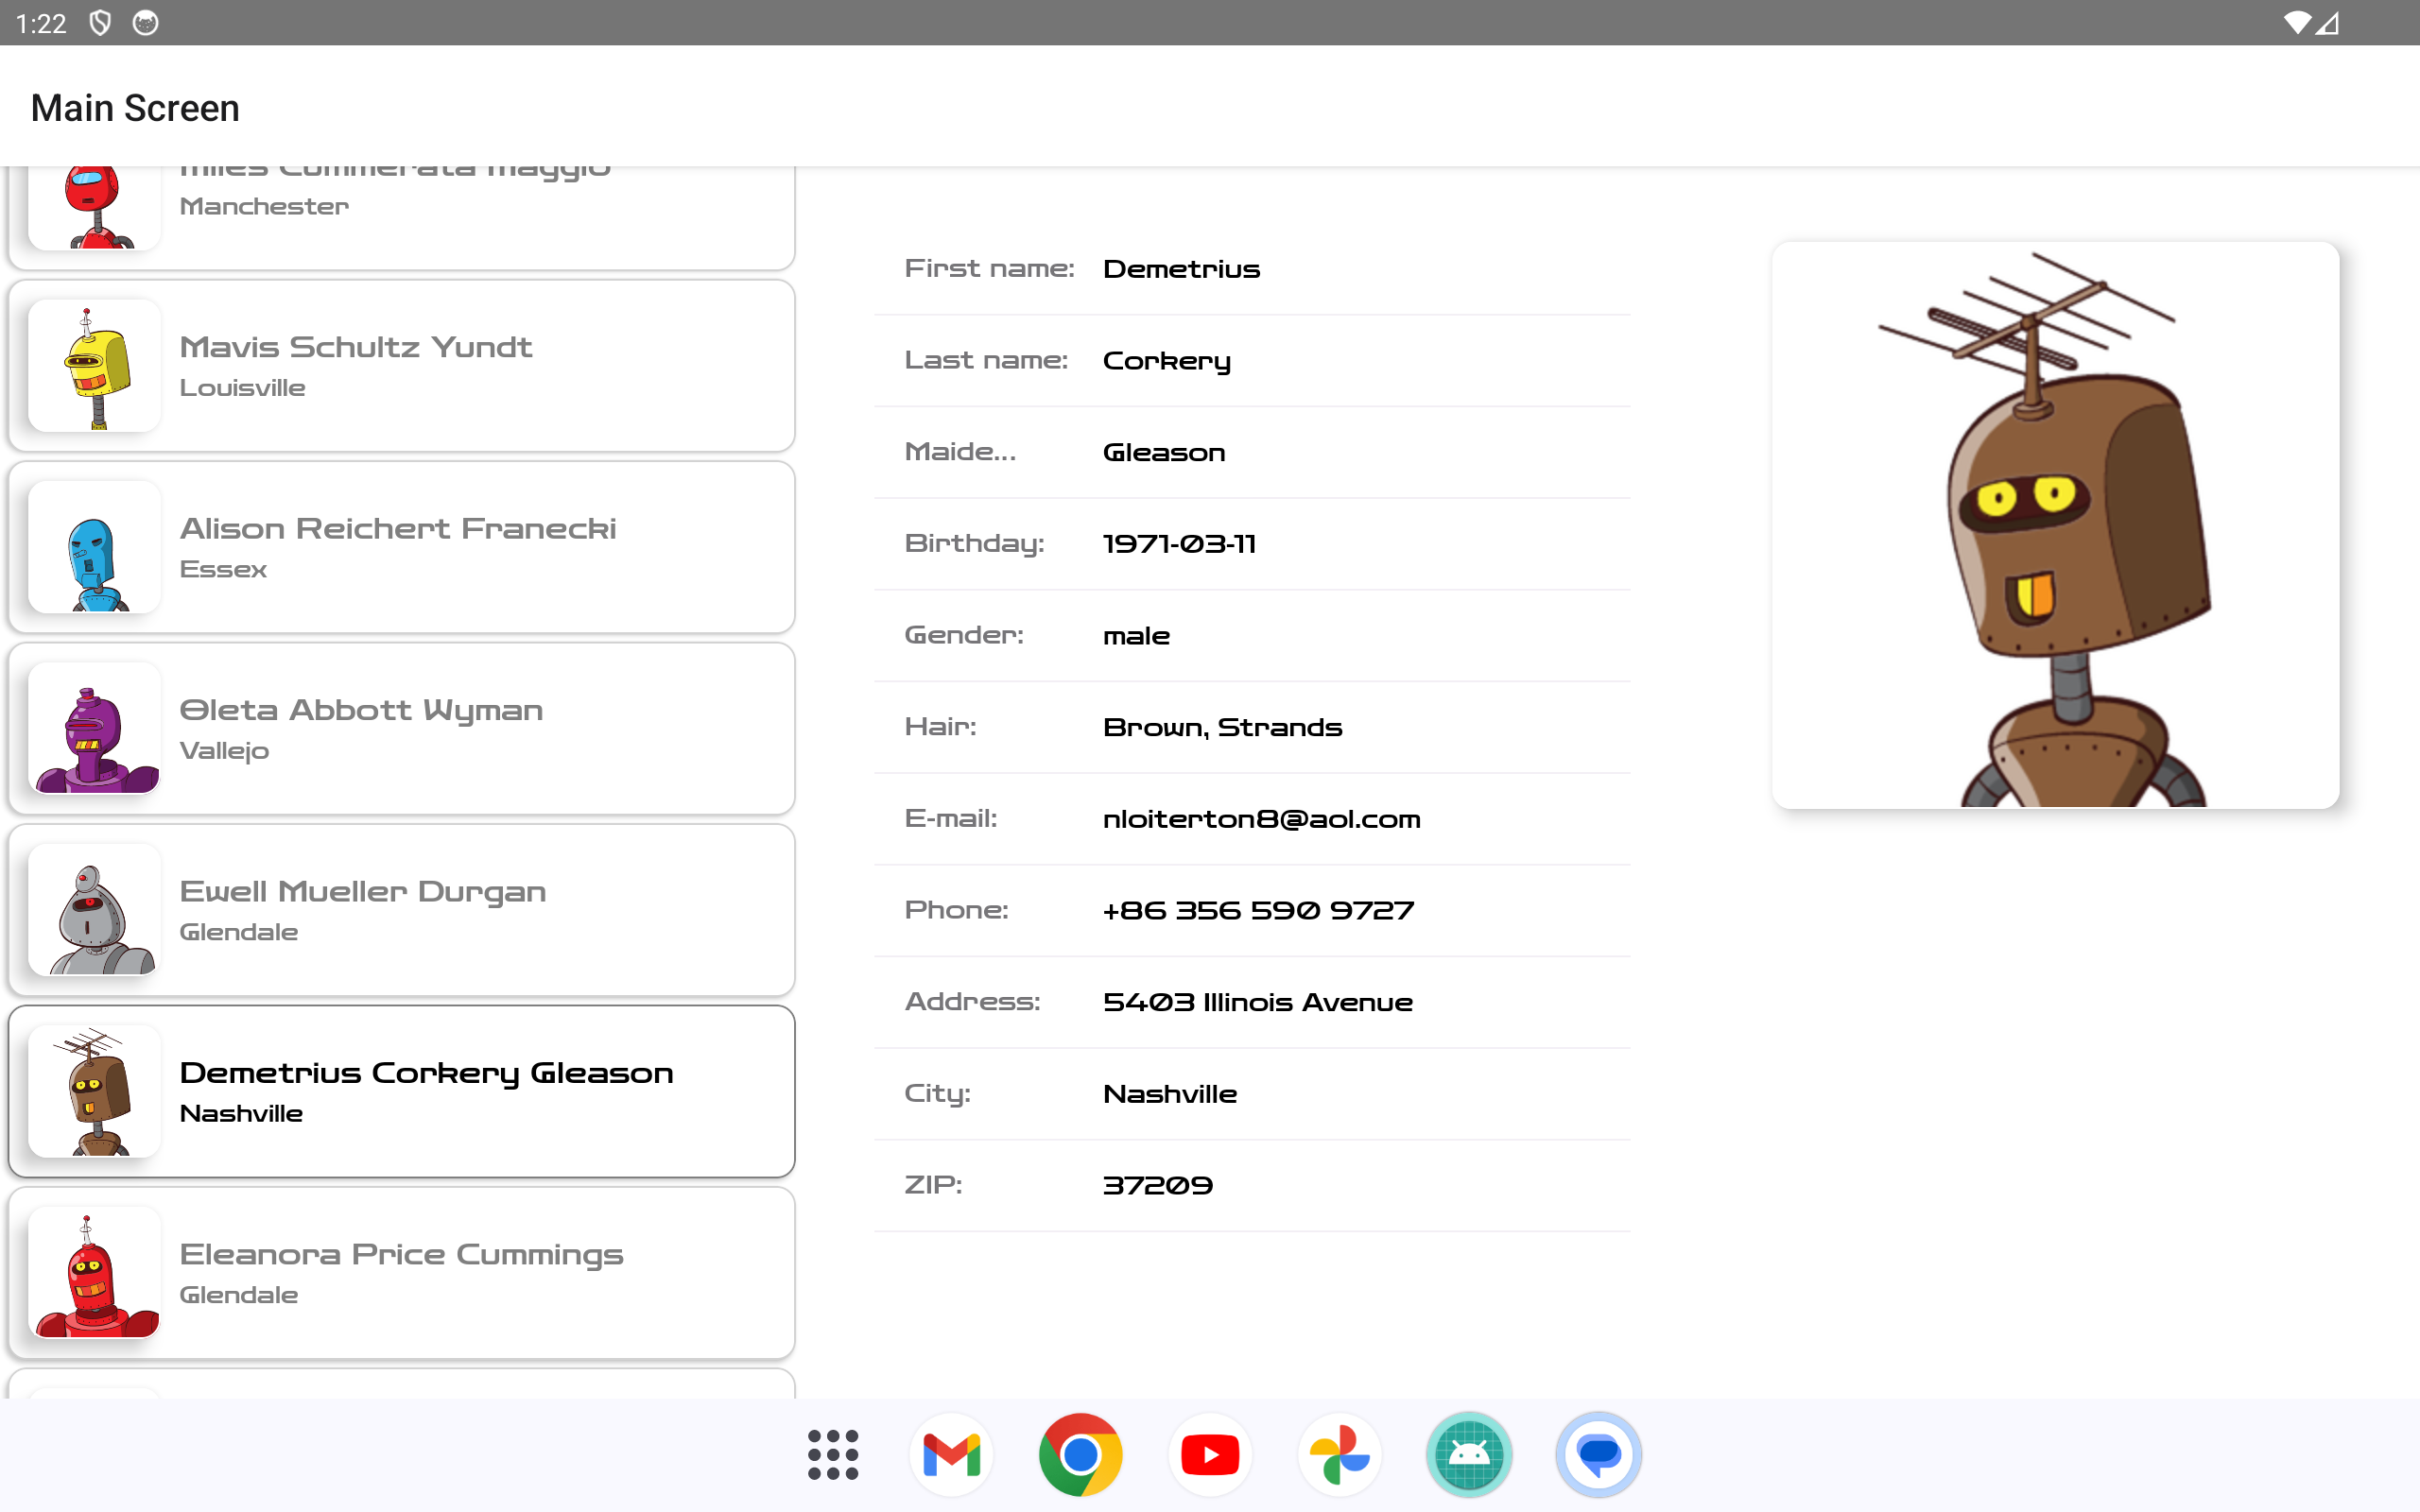 1:22
Main Screen
Miles Cummerata Maggio
Manchester
Mavis Schultz Yundt
Louisville
Alison Reichert Franecki
Essex
Oleta Abbott Wyman
Vallejo
Ewell Mueller Durgan
Glendale
Demetrius Corkery Gleason
Nashville
Eleanora Price Cummings
Glendale
First name: Demetrius
Last name: Corkery
Maide... Gleason
Birthday: 1971-03-11
Gender: male
Hair: Brown, Strands
E-mail: nloiterton8@aol.com
Phone: +86 356 590 9727
Address: 5403 Illinois Avenue
City: Nashville
ZIP: 37209